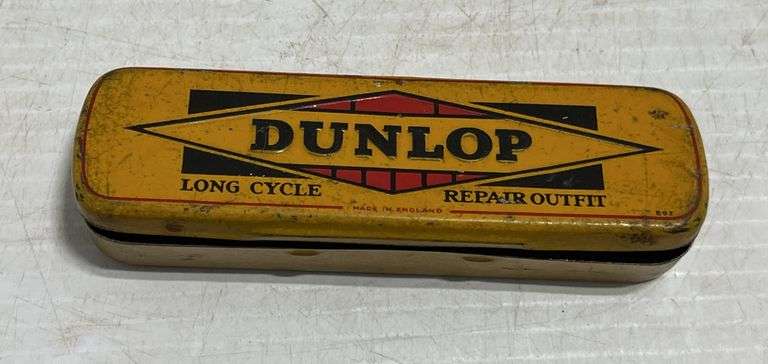 DUNLOP
LONG CYCLE REPAIR OUTFIT
MADE IN ENGLAND